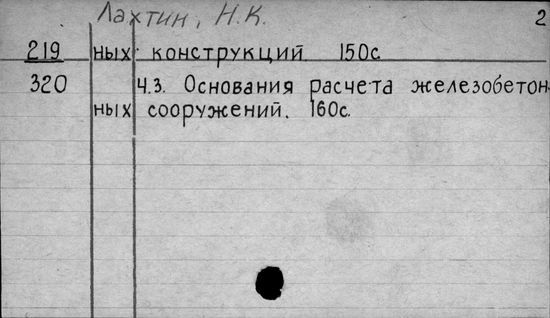 Лахтин, Н.К. 2
219 ных конструкций. 150с.
320 Ч.3. Основания расчета железобетон-
ных сооружений. 160с.